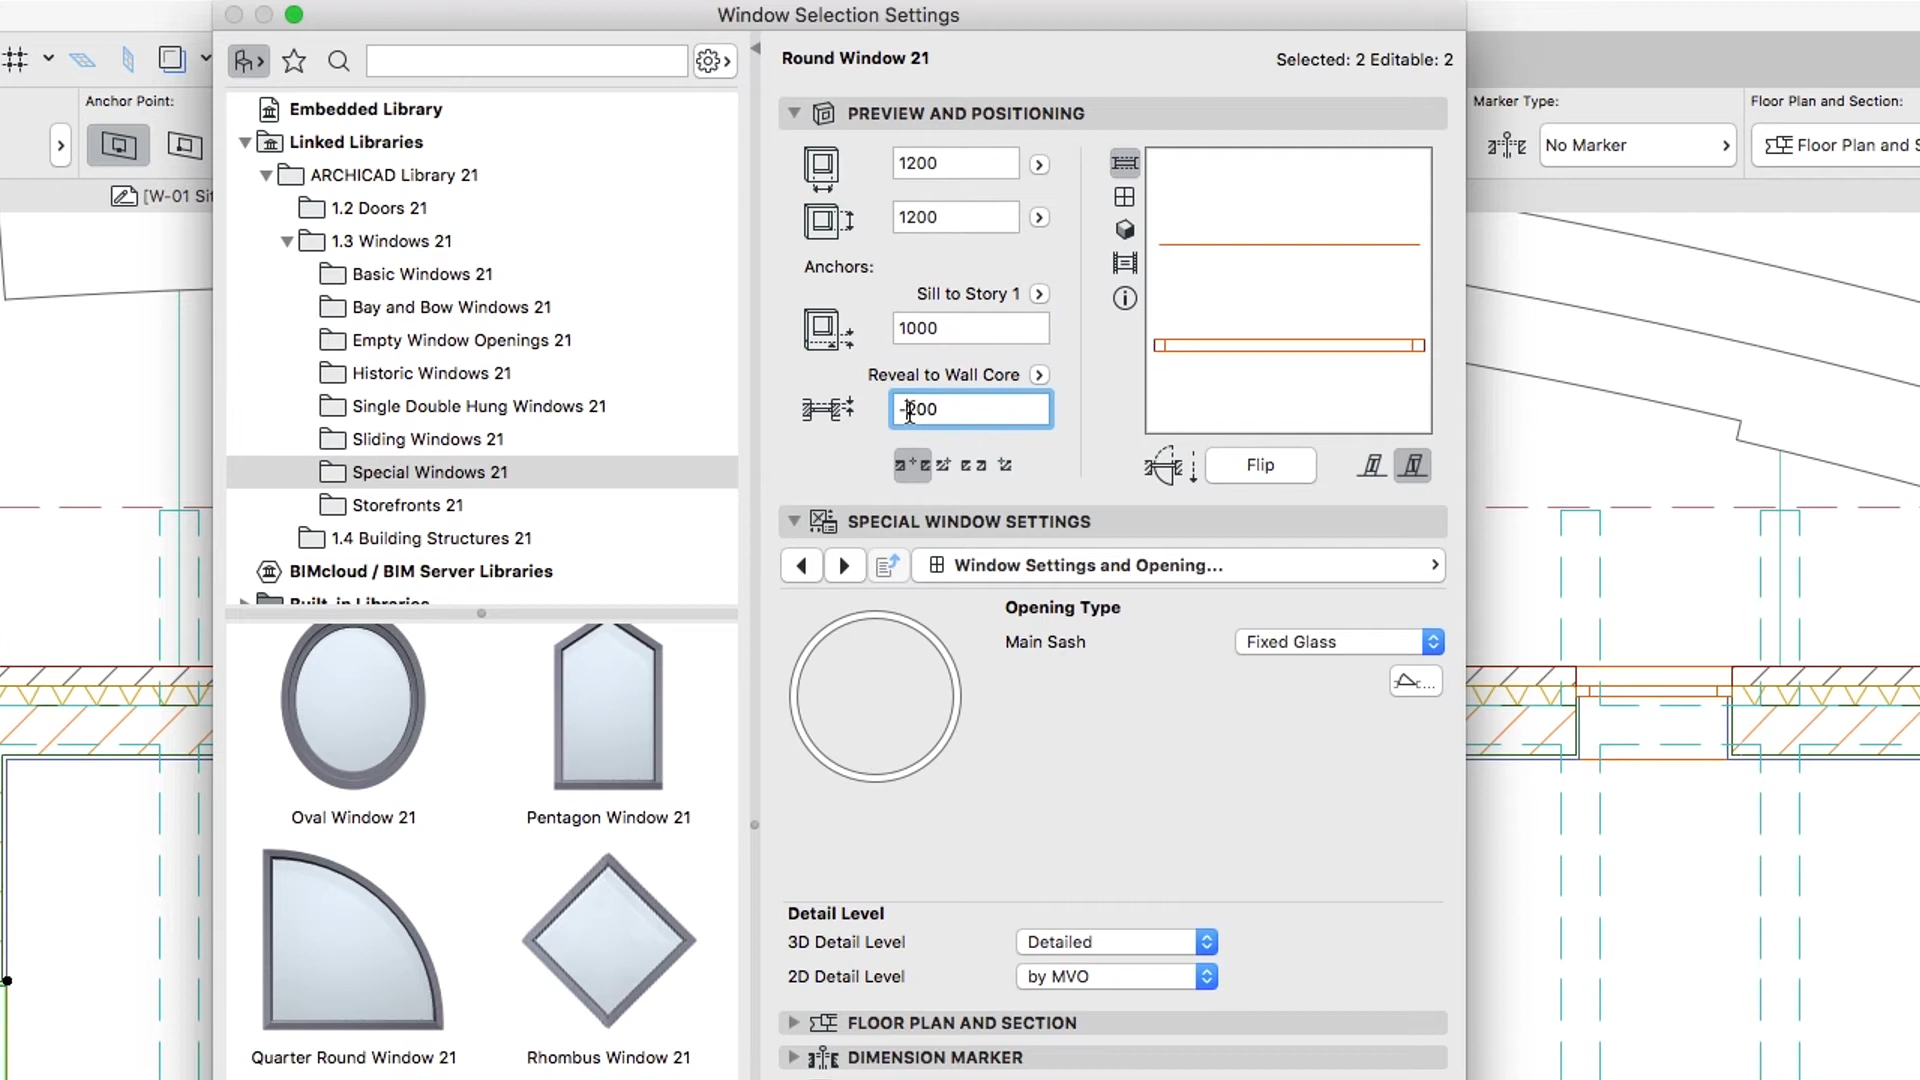 Window Selection Settings
Anchor Point:
[W-01 Sit
Embedded Library
Linked Libraries
ARCHICAD Library 21
1.2 Doors 21
1.3 Windows 21
Basic Windows 21
Bay and Bow Windows 21
Empty Window Openings 21
Historic Windows 21
Single Double Hung Windows 21
Sliding Windows 21
Special Windows 21
Storefronts 21
1.4 Building Structures 21
BIMcloud / BIM Server Libraries
Built-in Libraries
Oval Window 21
Pentagon Window 21
Quarter Round Window 21
Rhombus Window 21
Round Window 21
Selected: 2 Editable: 2
PREVIEW AND POSITIONING
1200
1200
Anchors:
Sill to Story 1
1000
Reveal to Wall Core
-200
Flip
SPECIAL WINDOW SETTINGS
Window Settings and Opening...
Opening Type
Main Sash
Fixed Glass
Detail Level
3D Detail Level
Detailed
2D Detail Level
by MVO
FLOOR PLAN AND SECTION
DIMENSION MARKER
Marker Type:
No Marker
Floor Plan and Section:
Floor Plan and S